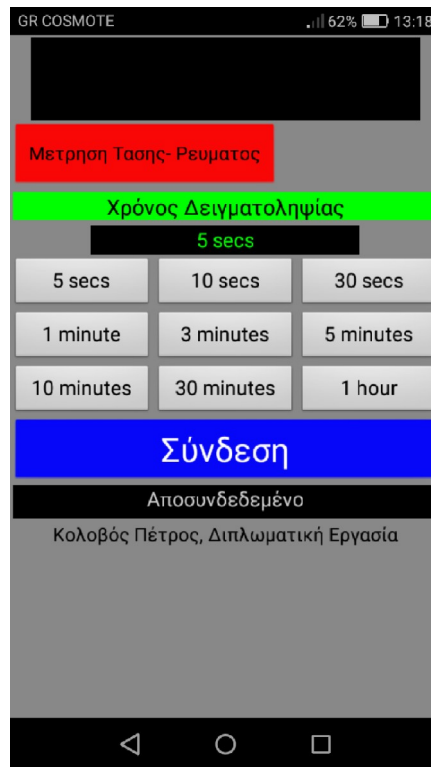 GR COSMOTE 62% 13:18
Μετρηση Τασης- Ρευματος
Χρόνος Δειγματοληψίας
5 secs
5 secs 10 secs 30 secs
1 minute 3 minutes 5 minutes
10 minutes 30 minutes 1 hour
Σύνδεση
Αποσυνδεδεμένο
Κολοβός Πέτρος, Διπλωματική Εργασία